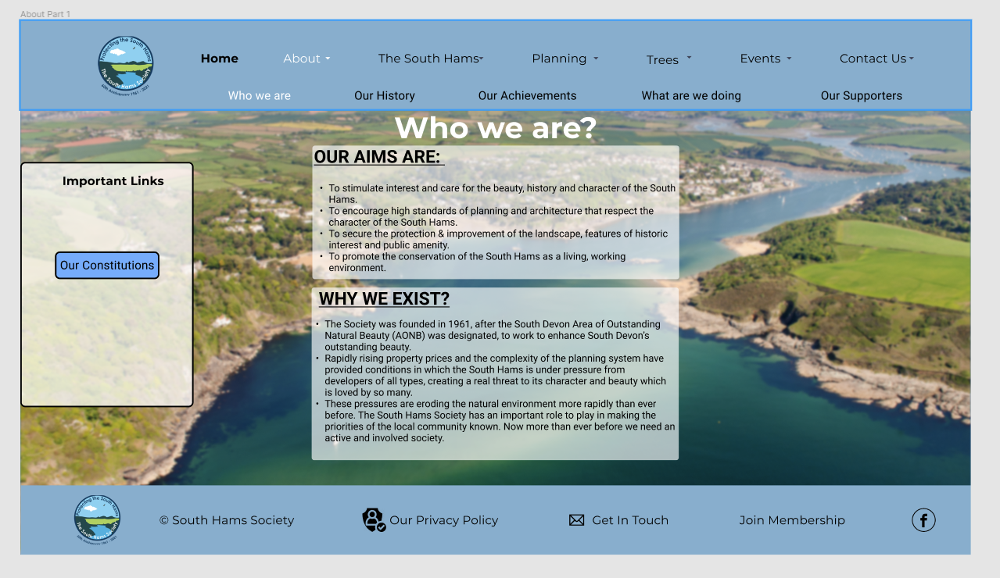 About Part 1
Protecting the South Hams
The South Hams Society
60th Anniversary 1961 - 2021
Home About The South Hams Planning Trees Events Contact Us
Who we are Our History Our Achievements What are we doing Our Supporters
Who we are?
OUR AIMS ARE:
• To stimulate interest and care for the beauty, history and character of the South
Hams.
• To encourage high standards of planning and architecture that respect the
character of the South Hams.
• To secure the protection & improvement of the landscape, features of historic
interest and public amenity.
• To promote the conservation of the South Hams as a living, working
environment.
Important Links
Our Constitutions
WHY WE EXIST?
• The Society was founded in 1961, after the South Devon Area of Outstanding
Natural Beauty (AONB) was designated, to work to enhance South Devon's
outstanding beauty.
• Rapidly rising property prices and the complexity of the planning system have
provided conditions in which the South Hams is under pressure from
developers of all types, creating a real threat to its character and beauty which
is loved by so many.
• These pressures are eroding the natural environment more rapidly than ever
before. The South Hams Society has an important role to play in making the
priorities of the local community known. Now more than ever before we need an
active and involved society.
Protecting the South Hams
The South Hams Society
60th Anniversary 1961 - 2021
© South Hams Society Our Privacy Policy Get In Touch Join Membership f